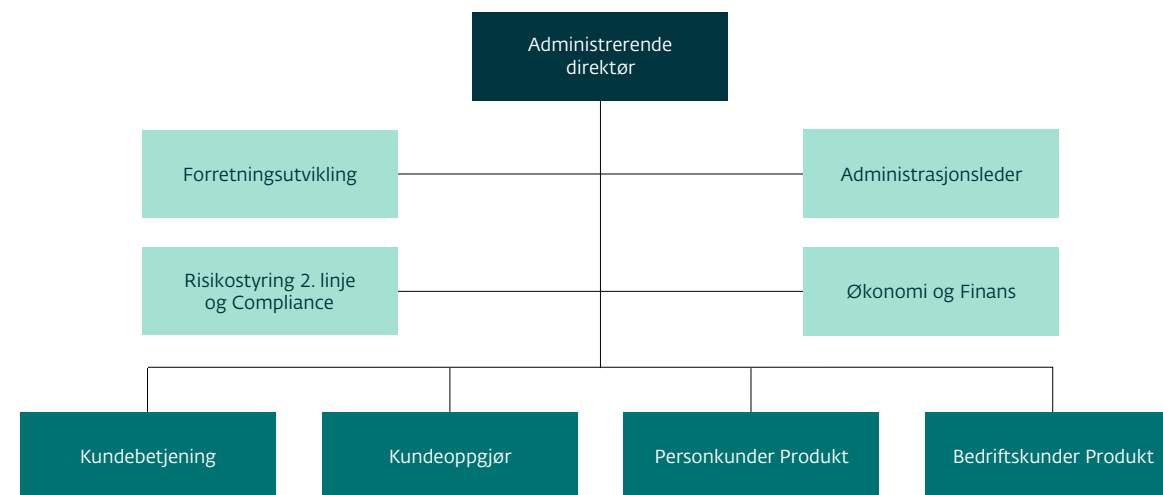 Administrerende
direktør
Forretningsutvikling
Administrasjonsleder
Risikostyring 2. linje
og Compliance
Økonomi og Finans
Kundebetjening
Kundeoppgjør
Personkunder Produkt
Bedriftskunder Produkt